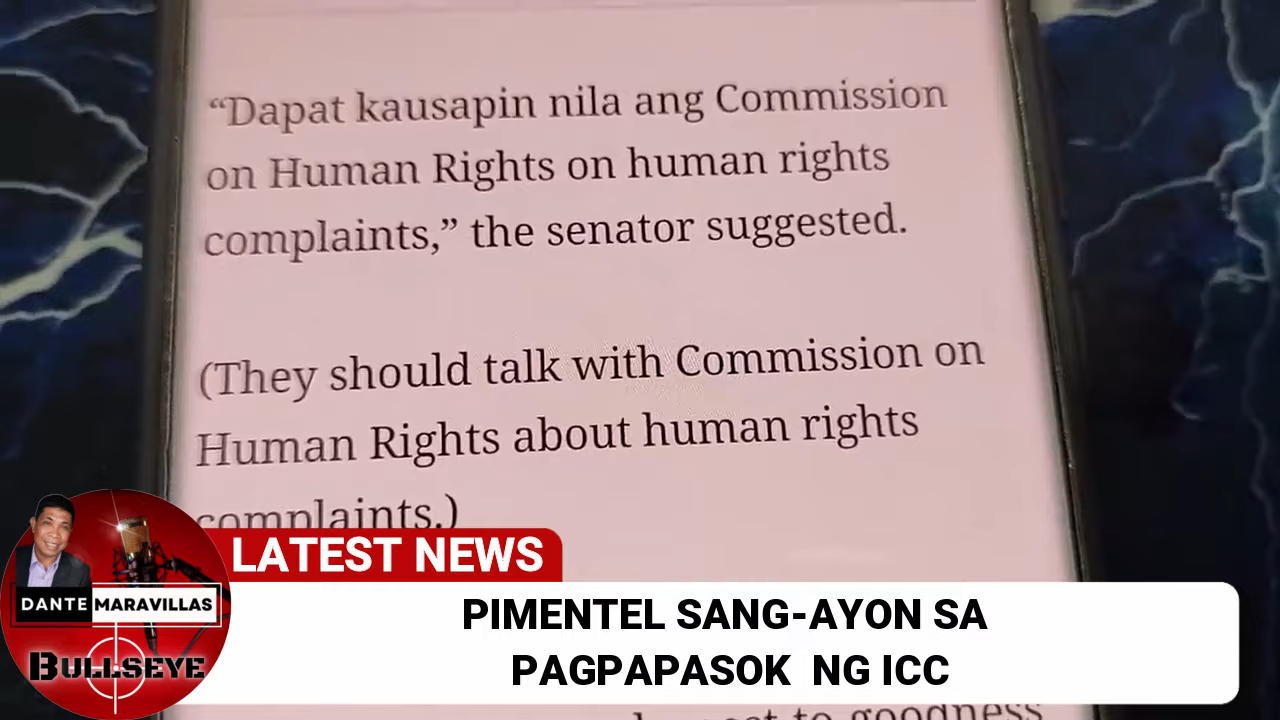 “Dapat kausapin nila ang Commission
on Human Rights on human rights
complaints,” the senator suggested.
(They should talk with Commission on
Human Rights about human rights
complaints.)
LATEST NEWS
DANTE MARAVILLAS
BULLSEYE
PIMENTEL SANG-AYON SA
PAGPAPASOK NG ICC
to goodness